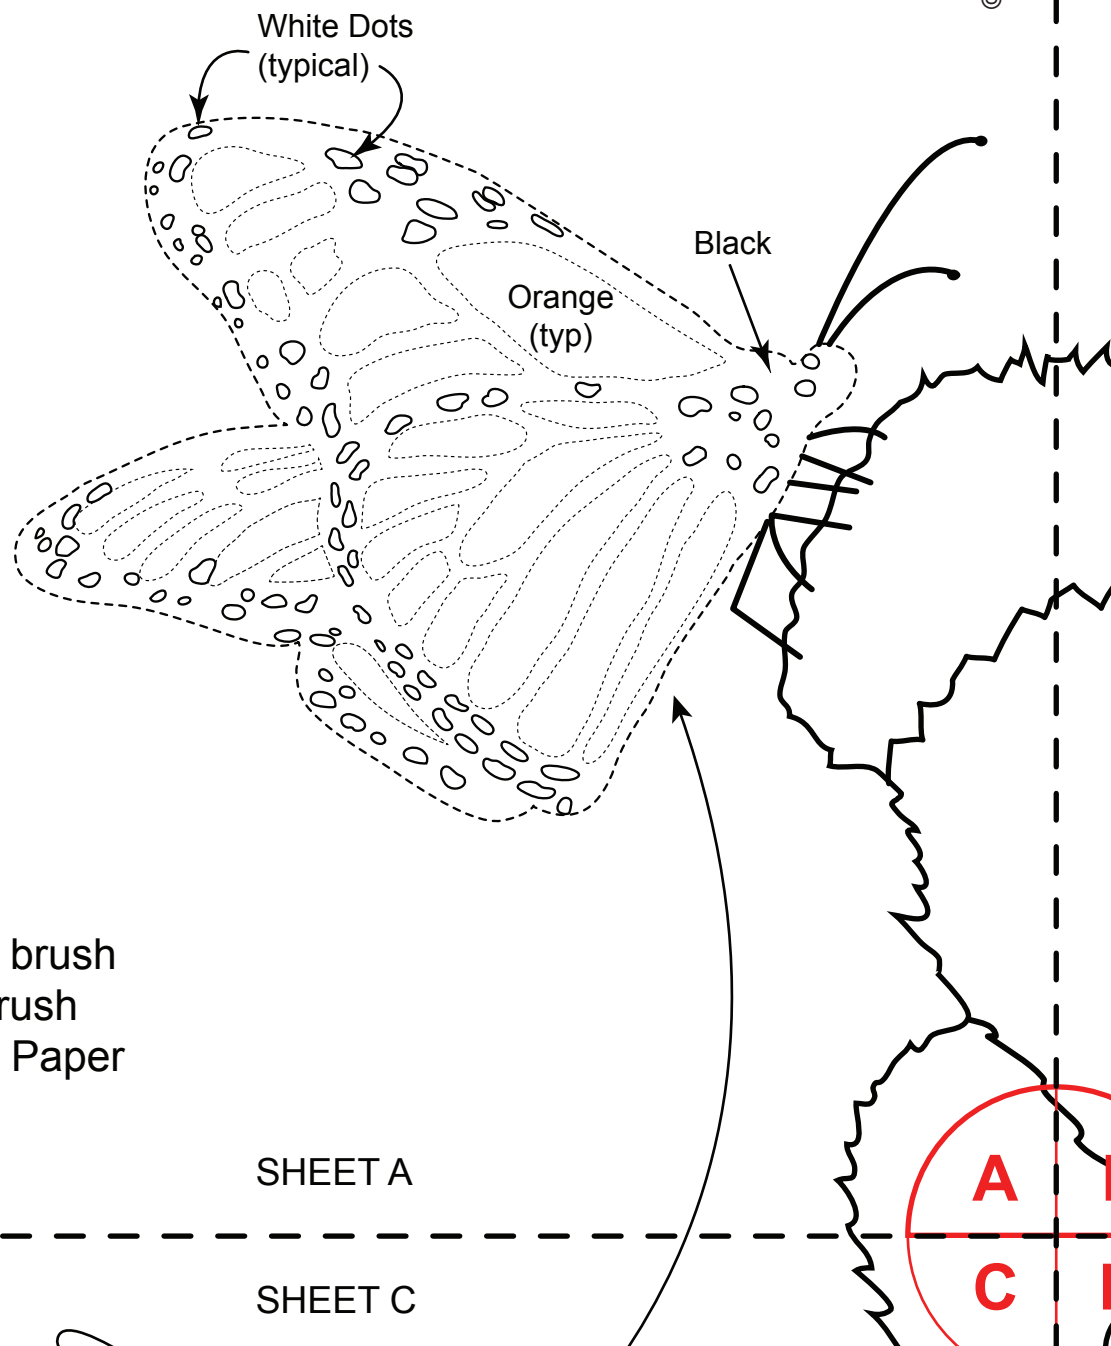 ©
White Dots
(typical)
Black
Orange
(typ)
brush
rush
Paper
SHEET A
A
SHEET C
C